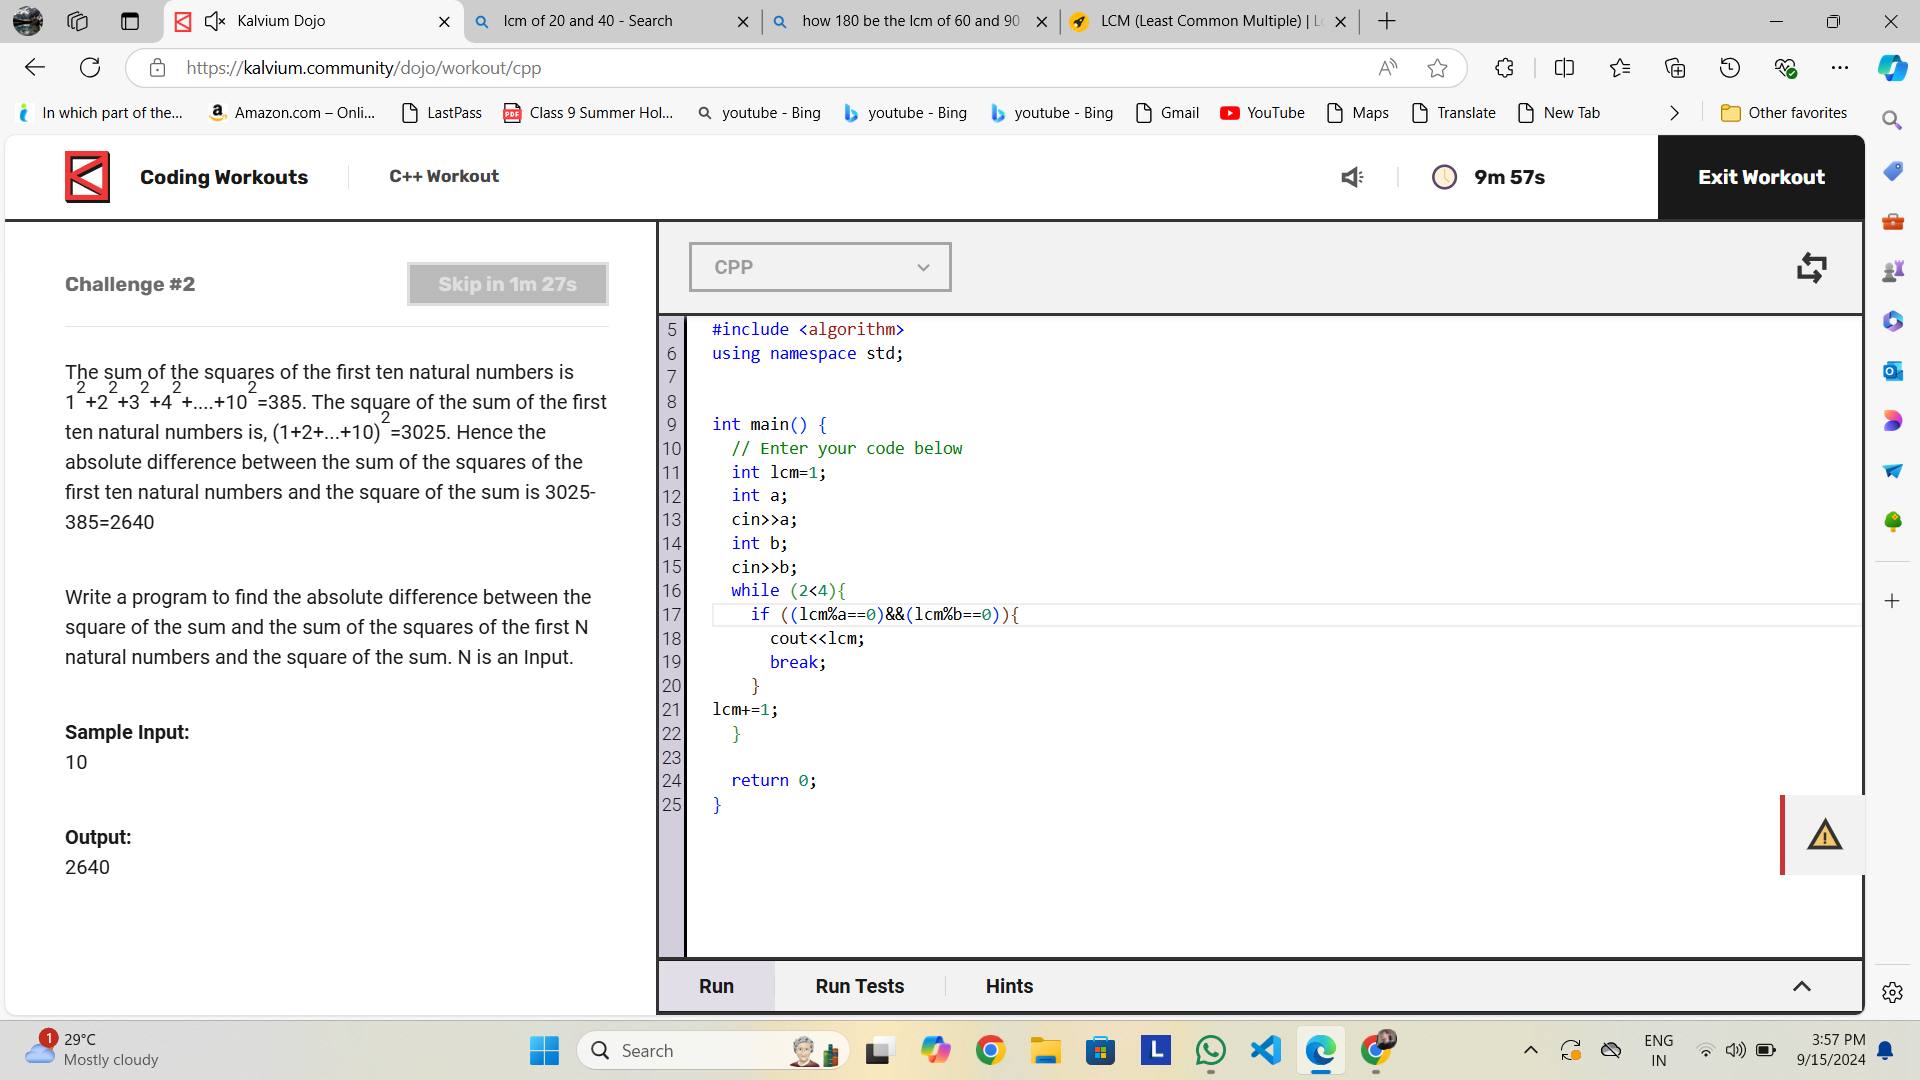 Kalvium Dojo
lcm of 20 and 40 - Search
how 180 be the lcm of 60 and 90
LCM (Least Common Multiple) |
https://kalvium.community/dojo/workout/cpp
In which part of the...
Amazon.com – Onli...
LastPass
Class 9 Summer Hol...
youtube - Bing
youtube - Bing
youtube - Bing
Gmail
YouTube
Maps
Translate
New Tab
Other favorites
Coding Workouts
C++ Workout
9m 57s
Exit Workout
Challenge #2
Skip in 1m 27s
The sum of the squares of the first ten natural numbers is
1²+2²+3²+4²+....+10²=385. The square of the sum of the first
ten natural numbers is, (1+2+...+10)²=3025. Hence the
absolute difference between the sum of the squares of the
first ten natural numbers and the square of the sum is 3025-
385=2640
Write a program to find the absolute difference between the
square of the sum and the sum of the squares of the first N
natural numbers and the square of the sum. N is an Input.
Sample Input:
10
Output:
2640
CPP
5 #include <algorithm>
6 using namespace std;
7
8
9 int main() {
10 // Enter your code below
11 int lcm=1;
12 int a;
13 cin>>a;
14 int b;
15 cin>>b;
16 while (2<4){
17 if ((lcm%a==0)&&(lcm%b==0)){
18 cout<<lcm;
19 break;
20 }
21 lcm+=1;
22 }
23
24 return 0;
25 }
Run
Run Tests
Hints
1
29°C
Mostly cloudy
Search
ENG
IN
3:57 PM
9/15/2024